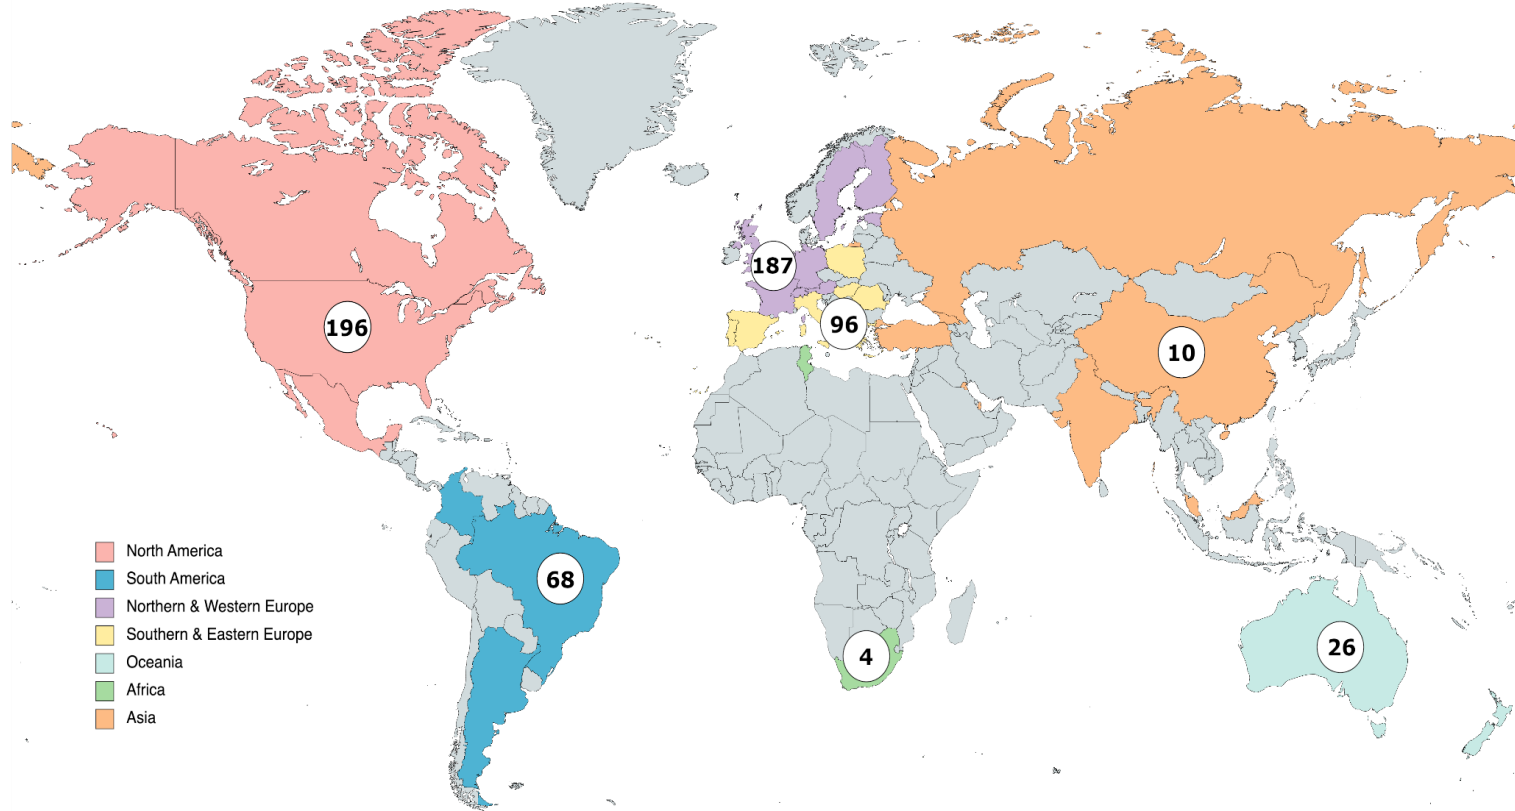 187
196
96
10
North America
South America
68
Northern & Western Europe
Southern & Eastern Europe
Oceania
4
26
Africa
Asia